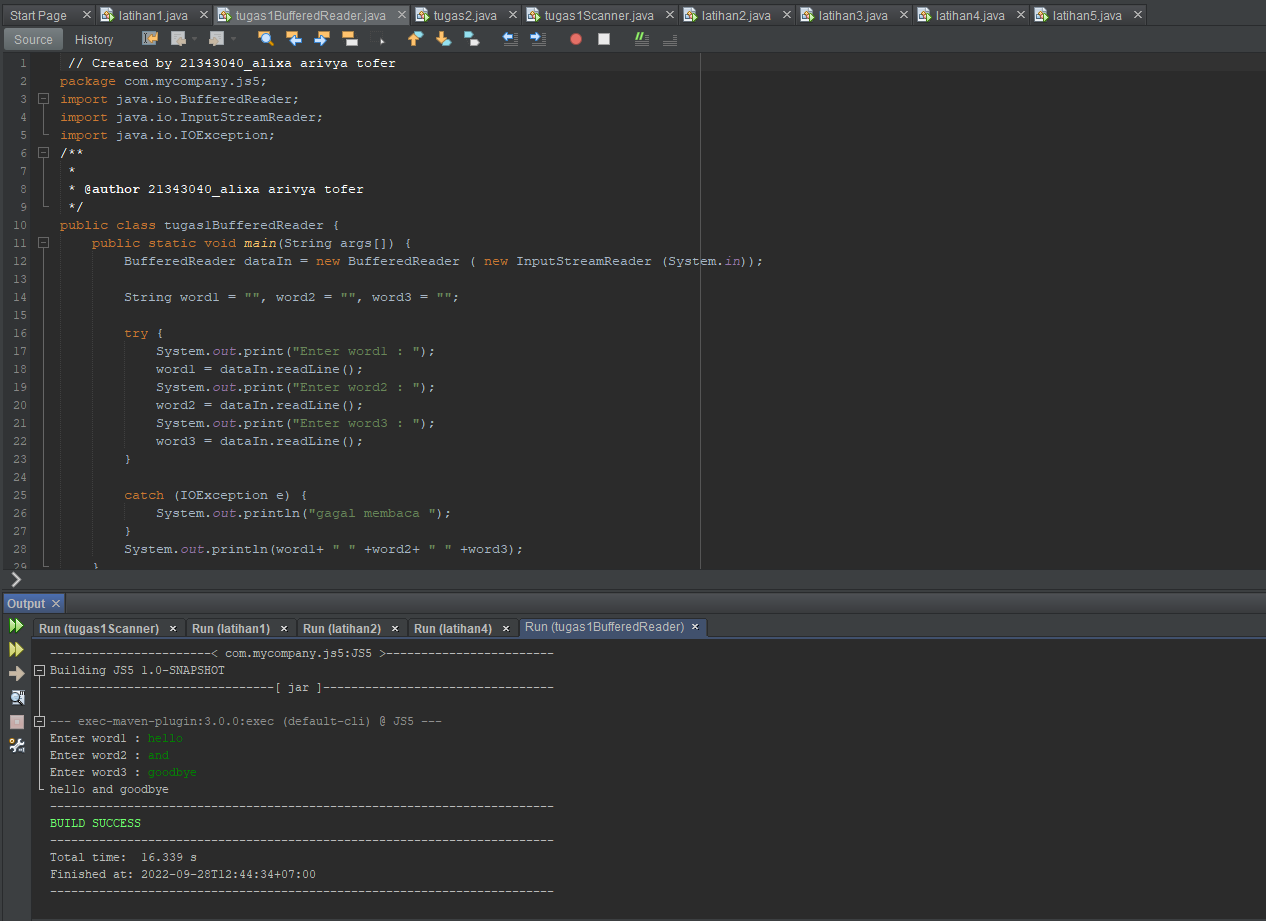 Start Page latihan1.java tugas1BufferedReader.java tugas2.java tugas1Scanner.java latihan2.java latihan3.java latihan4.java latihan5.java
Source History
1 // Created by 21343040_alixa arivya tofer
2 package com.mycompany.js5;
3 import java.io.BufferedReader;
4 import java.io.InputStreamReader;
5 import java.io.IOException;
6 /**
7 *
8 * @author 21343040_alixa arivya tofer
9 */
10 public class tugas1BufferedReader {
11 public static void main(String args[]) {
12 BufferedReader dataIn = new BufferedReader ( new InputStreamReader (System.in));
13
14 String word1 = "", word2 = "", word3 = "";
15
16 try {
17 System.out.print("Enter word1 : ");
18 word1 = dataIn.readLine();
19 System.out.print("Enter word2 : ");
20 word2 = dataIn.readLine();
21 System.out.print("Enter word3 : ");
22 word3 = dataIn.readLine();
23 }
24
25 catch (IOException e) {
26 System.out.println("gagal membaca ");
27 }
28 System.out.println(word1+ " " +word2+ " " +word3);
29 }
Output
Run (tugas1Scanner) Run (latihan1) Run (latihan2) Run (latihan4) Run (tugas1BufferedReader)
-----------------------< com.mycompany.js5:JS5 >------------------------
Building JS5 1.0-SNAPSHOT
--------------------------------[ jar ]---------------------------------
--- exec-maven-plugin:3.0.0:exec (default-cli) @ JS5 ---
Enter word1 : hello
Enter word2 : and
Enter word3 : goodbye
hello and goodbye
------------------------------------------------------------------------
BUILD SUCCESS
------------------------------------------------------------------------
Total time:  16.339 s
Finished at: 2022-09-28T12:44:34+07:00
------------------------------------------------------------------------